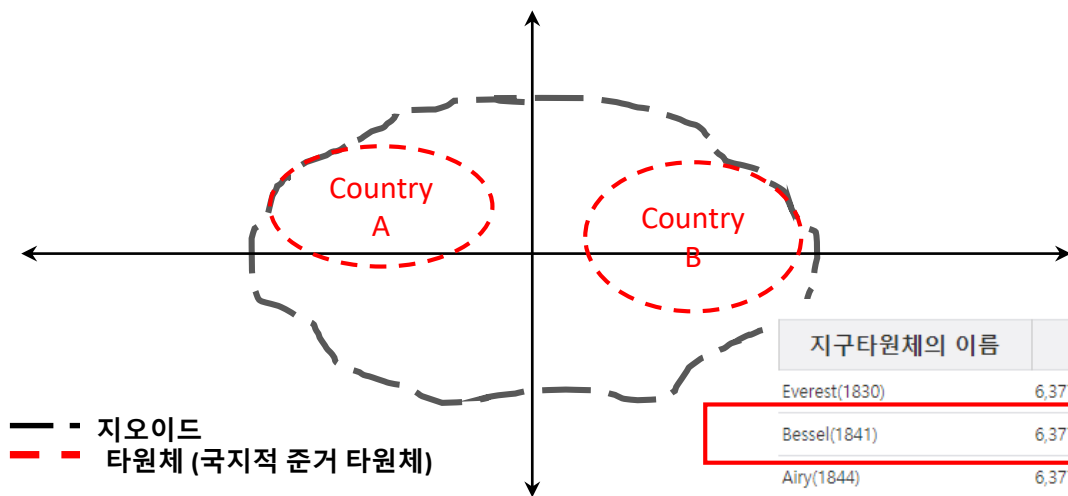 Country
A
Country
B
지구타원체의 이름
Everest(1830) 6,37
Bessel(1841) 6,37
Airy(1844) 6,37
지오이드
타원체 (국지적 준거 타원체)